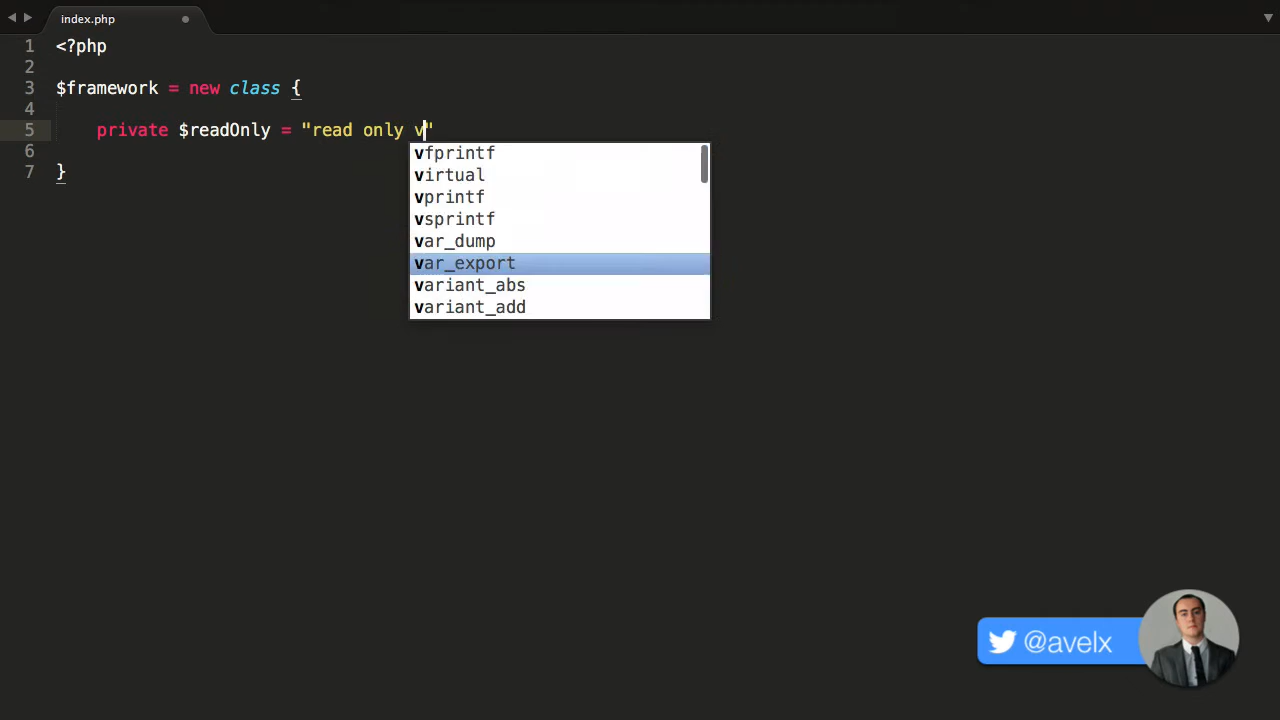 index.php
1 <?php
2
3 $framework = new class {
4
5 private $readOnly = "read only v"
6
7 }
vfprintf
virtual
vprintf
vsprintf
var_dump
var_export
variant_abs
variant_add
@avelx